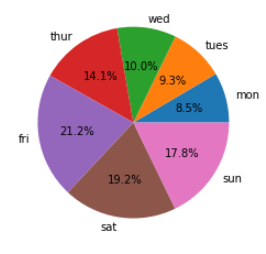 wed
thur
tues
10.0%
14.1%
9.3%
mon
8.5%
fri
21.2%
17.8%
19.2%
sun
sat